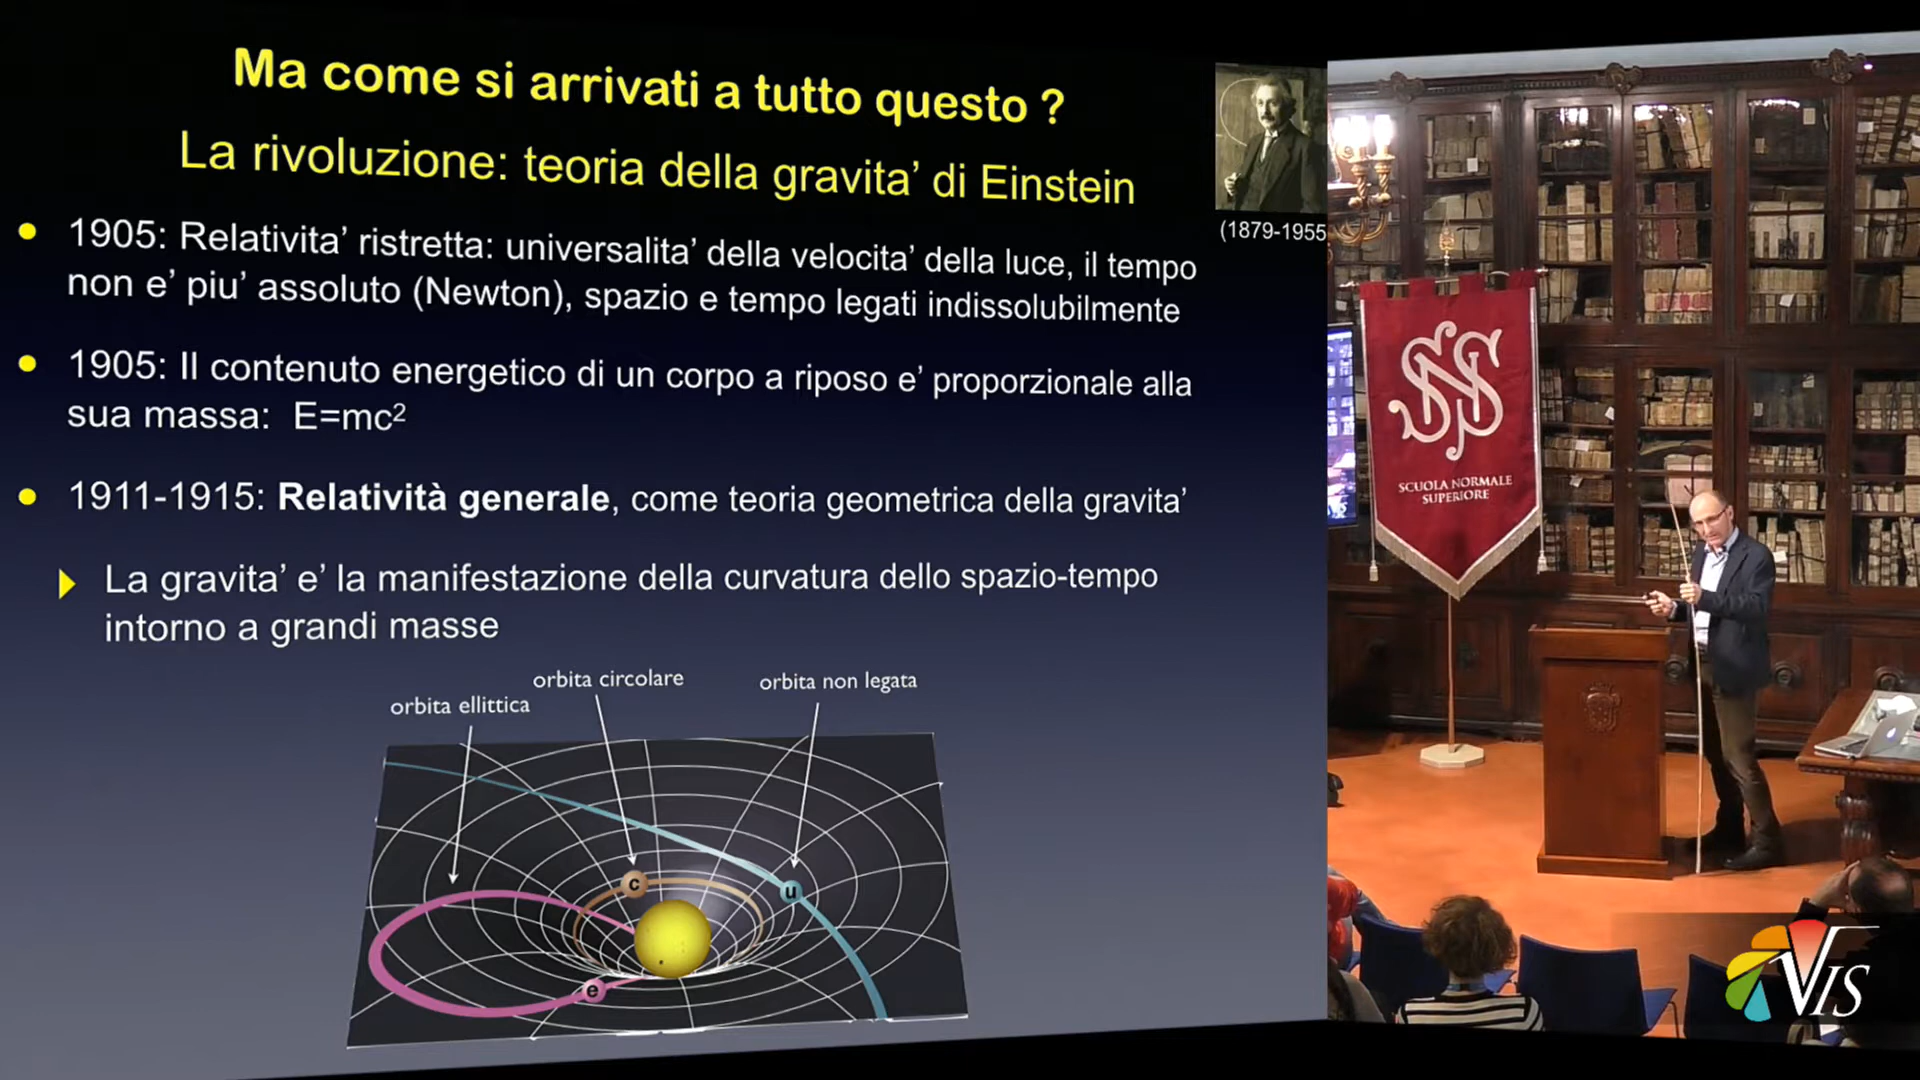 Ma come si arrivati a tutto questo ?
La rivoluzione: teoria della gravita' di Einstein
(1879-1955
1905: Relativita' ristretta: universalita' della velocita' della luce, il tempo
non e' piu' assoluto (Newton), spazio e tempo legati indissolubilmente
1905: Il contenuto energetico di un corpo a riposo e' proporzionale alla
sua massa: E=mc²
1911-1915: Relatività generale, come teoria geometrica della gravita'
La gravita' e' la manifestazione della curvatura dello spazio-tempo
intorno a grandi masse
orbita ellittica
orbita circolare
orbita non legata
c
u
e
SNS
SCUOLA NORMALE
SUPERIORE
VIS